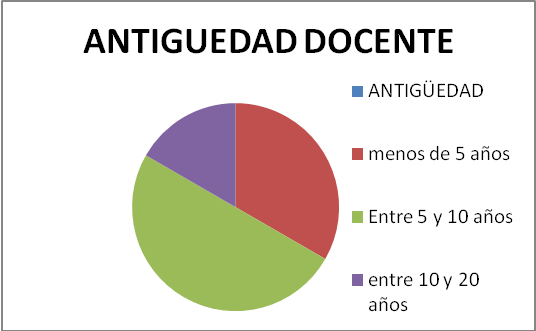 ANTIGUEDAD DOCENTE
ANTIGÜEDAD
menos de 5 años
Entre 5 y 10 años
entre 10 y 20
años